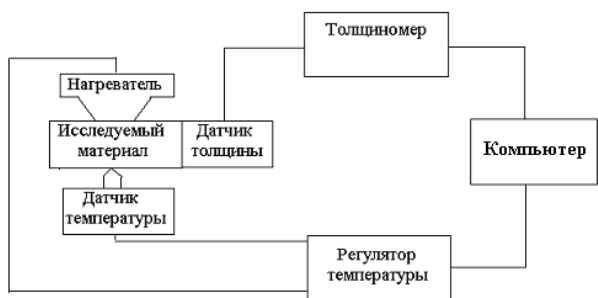 Толщиномер
Нагреватель
Исследуемый
материал
Датчик
толщины
Компьютер
Датчик
температуры
Регулятор
температуры